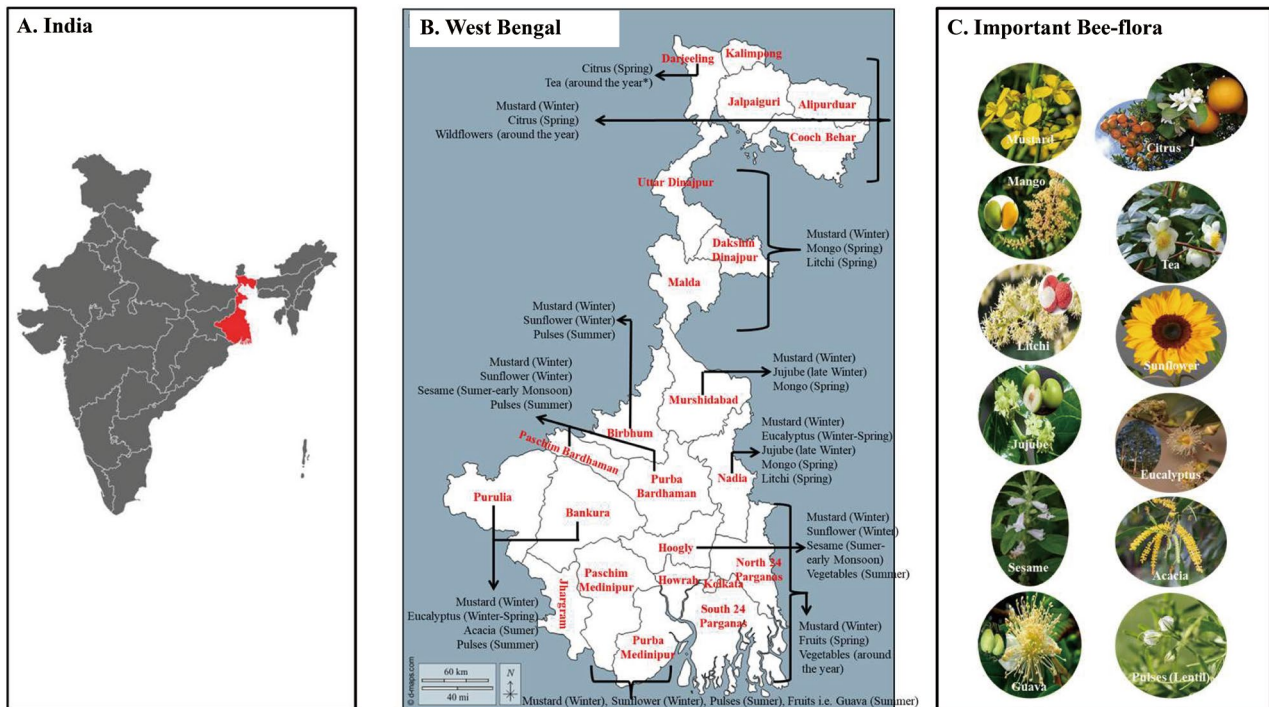 A. India
B. West Bengal
Darjeeling
Kalimpong
Citrus (Spring)
Tea (around the year*)
Jalpaiguri
Alipurduar
Mustard (Winter)
Citrus (Spring)
Wildflowers (around the year)
Cooch Behar
Uttar Dinajpur
Dakshin
Dinajpur
Malda
Mustard (Winter)
Mongo (Spring)
Litchi (Spring)
Mustard (Winter)
Sunflower (Winter)
Pulses (Summer)
Mustard (Winter)
Sunflower (Winter)
Sesame (Sumer-early Monsoon)
Pulses (Summer)
Mustard (Winter)
Jujube (late Winter)
Mongo (Spring)
Murshidabad
Birbhum
Paschim Bardhaman
Purba
Bardhaman
Nadia
Mustard (Winter)
Eucalyptus (Winter-Spring)
Jujube (late Winter)
Mongo (Spring)
Litchi (Spring)
Purulia
Bankura
Hoogly
Mustard (Winter)
Sunflower (Winter)
Sesame (Sumer-
early Monsoon)
Vegetables (Summer)
North 24
Parganas
Howrah
Kolkata
Paschim
Medinipur
Jhargram
South 24
Parganas
Mustard (Winter)
Eucalyptus (Winter-Spring)
Acacia (Sumer)
Pulses (Summer)
Purba
Medinipur
Mustard (Winter)
Fruits (Spring)
Vegetables (around
the year)
60 km
40 mi
N
© d-maps.com
Mustard (Winter), Sunflower (Winter), Pulses (Sumer), Fruits i.e. Guava (Summer)
C. Important Bee-flora
Mustard
Citrus
Mango
Tea
Litchi
Sunflower
Jujube
Eucalyptus
Sesame
Acacia
Guava
Pulses (Lentil)